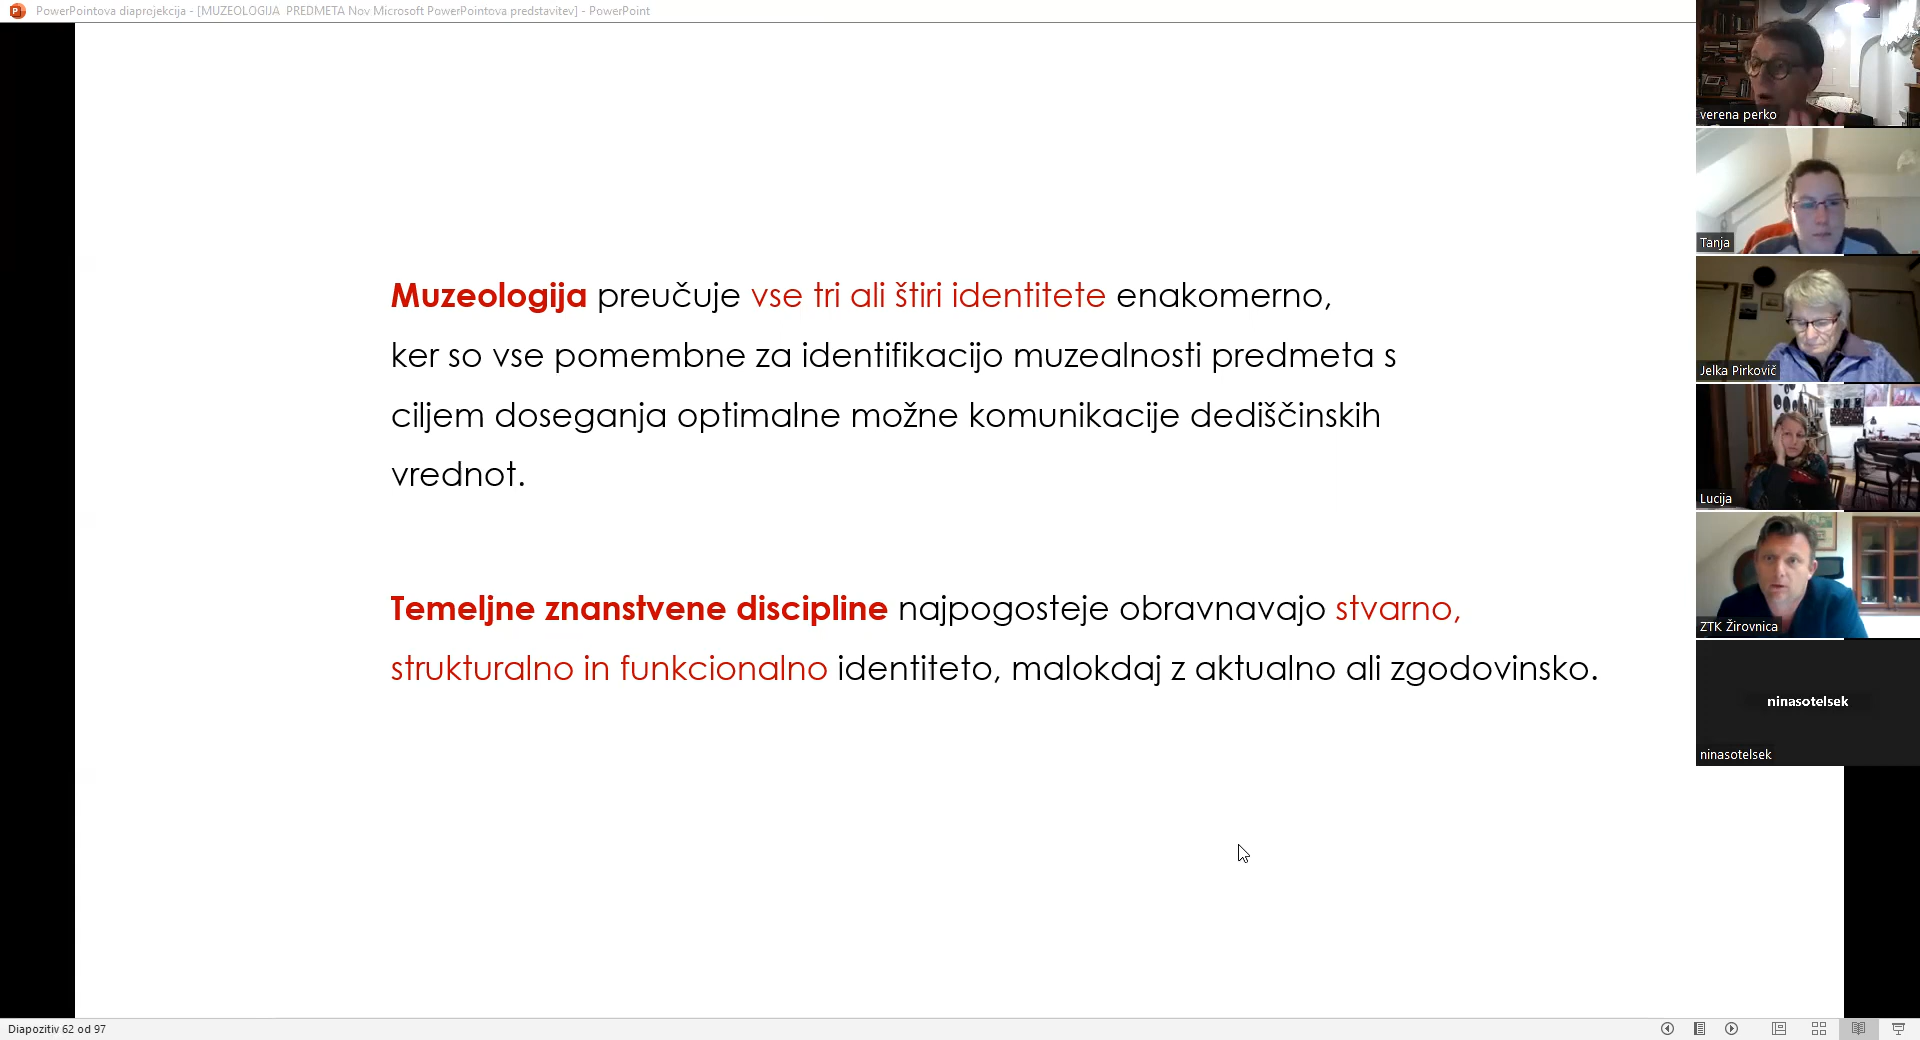 PowerPointova diaprojekcija - [MUZEOLOGIJA  PREDMETA Nov Microsoft PowerPointova predstavitev] - PowerPoint
Muzeologija preučuje vse tri ali štiri identitete enakomerno,
ker so vse pomembne za identifikacijo muzealnosti predmeta s
ciljem doseganja optimalne možne komunikacije dediščinskih
vrednot.
Temeljne znanstvene discipline najpogosteje obravnavajo stvarno,
strukturalno in funkcionalno identiteto, malokdaj z aktualno ali zgodovinsko.
verena perko
Tanja
Jelka Pirkovič
Lucija
ZTK Žirovnica
ninasotelsek
ninasotelsek
Diapozitiv 62 od 97